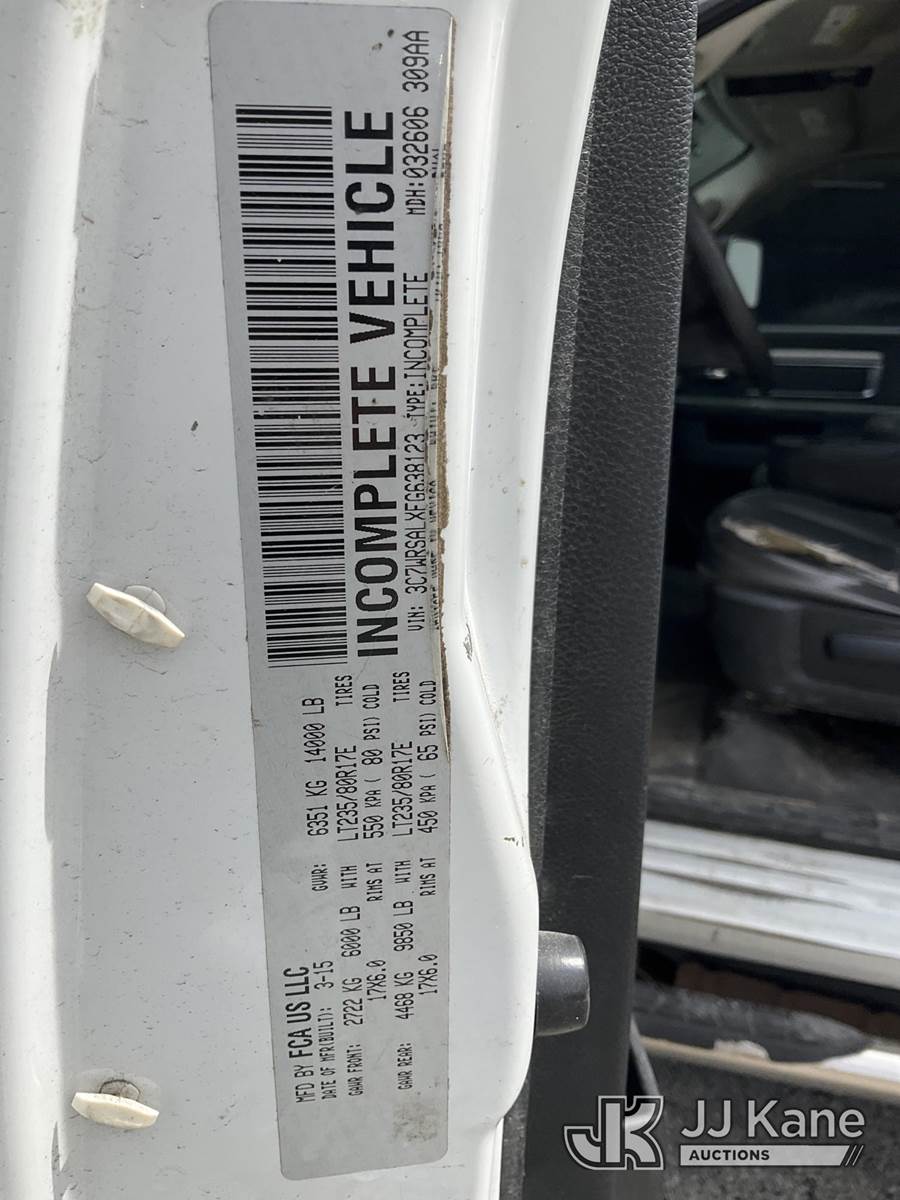 MFD BY FCA US LLC
DATE OF MFR(BUILT): 3-15 GVWR: 6351 KG 14000 LB
GAWR FRONT: 2722 KG 6000 LB WITH LT235/80R17E TIRES
17X6.0 RIMS AT 550 KPA ( 80 PSI) COLD
GAWR REAR: 4468 KG 9850 LB WITH LT235/80R17E TIRES
17X6.0 RIMS AT 450 KPA ( 65 PSI) COLD
INCOMPLETE VEHICLE
MDH:032606 309AA
VIN: 3C7WRSALXFG638123 TYPE:INCOMPLETE
JK JJ Kane
AUCTIONS